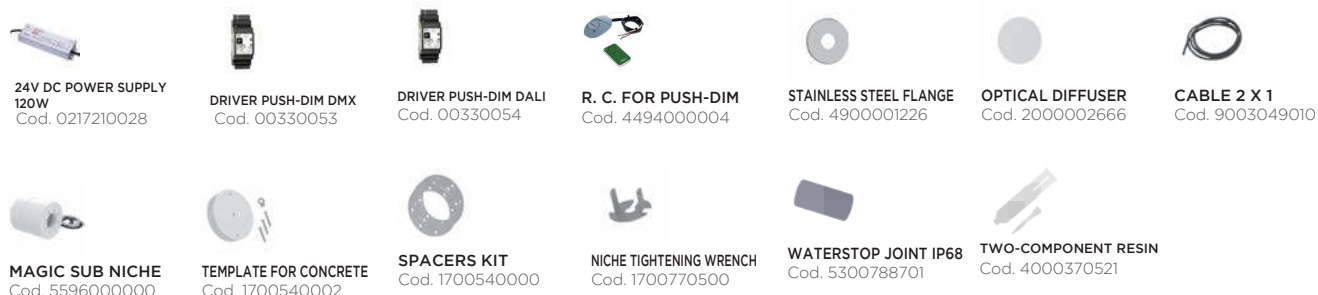 24V DC POWER SUPPLY
120W
Cod. 0217210028
DRIVER PUSH-DIM DMX
Cod. 00330053
DRIVER PUSH-DIM DALI
Cod. 00330054
R. C. FOR PUSH-DIM
Cod. 4494000004
STAINLESS STEEL FLANGE
Cod. 4900001226
OPTICAL DIFFUSER
Cod. 2000002666
CABLE 2 X 1
Cod. 9003049010
MAGIC SUB NICHE
Cod. 5596000000
TEMPLATE FOR CONCRETE
Cod. 1700540002
SPACERS KIT
Cod. 1700540000
NICHE TIGHTENING WRENCH
Cod. 1700770500
WATERSTOP JOINT IP68
Cod. 5300788701
TWO-COMPONENT RESIN
Cod. 4000370521